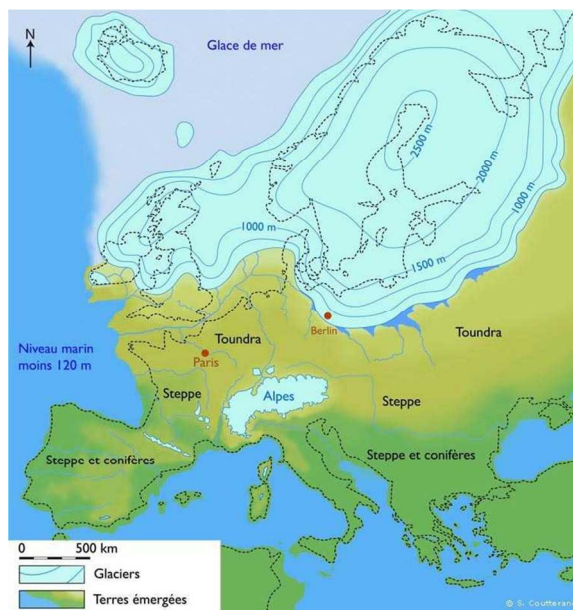 N
Glace de mer
2500 m
2000 m
1000 m
1000 m
1500 m
Berlin
Toundra
Toundra
Niveau marin
moins 120 m
Paris
Steppe
Alpes
Steppe
Steppe et conifères
Steppe et conifères
0 500 km
Glaciers
Terres émergées